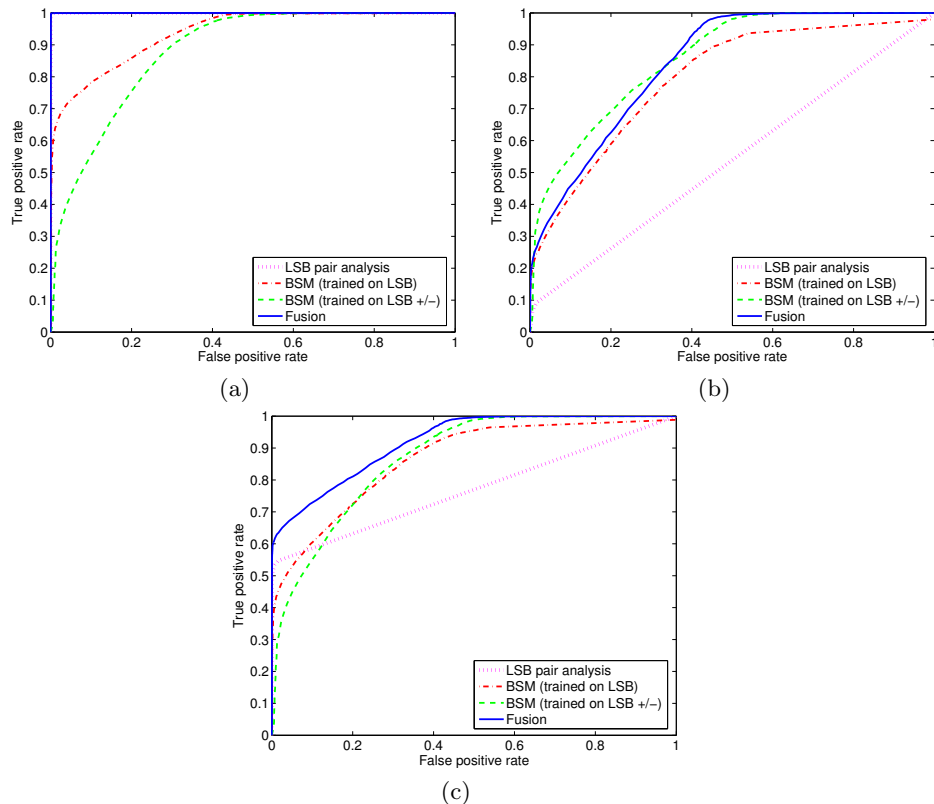 1
0.9
0.8
0.7
0.6
0.5
0.4
0.3
0.2
0.1
0
True positive rate
LSB pair analysis
BSM (trained on LSB)
BSM (trained on LSB +/−)
Fusion
0 0.2 0.4 0.6 0.8 1
False positive rate
(a)
1
0.9
0.8
0.7
0.6
0.5
0.4
0.3
0.2
0.1
0
True positive rate
LSB pair analysis
BSM (trained on LSB)
BSM (trained on LSB +/−)
Fusion
0 0.2 0.4 0.6 0.8 1
False positive rate
(b)
1
0.9
0.8
0.7
0.6
0.5
0.4
0.3
0.2
0.1
0
True positive rate
LSB pair analysis
BSM (trained on LSB)
BSM (trained on LSB +/−)
Fusion
0 0.2 0.4 0.6 0.8 1
False positive rate
(c)